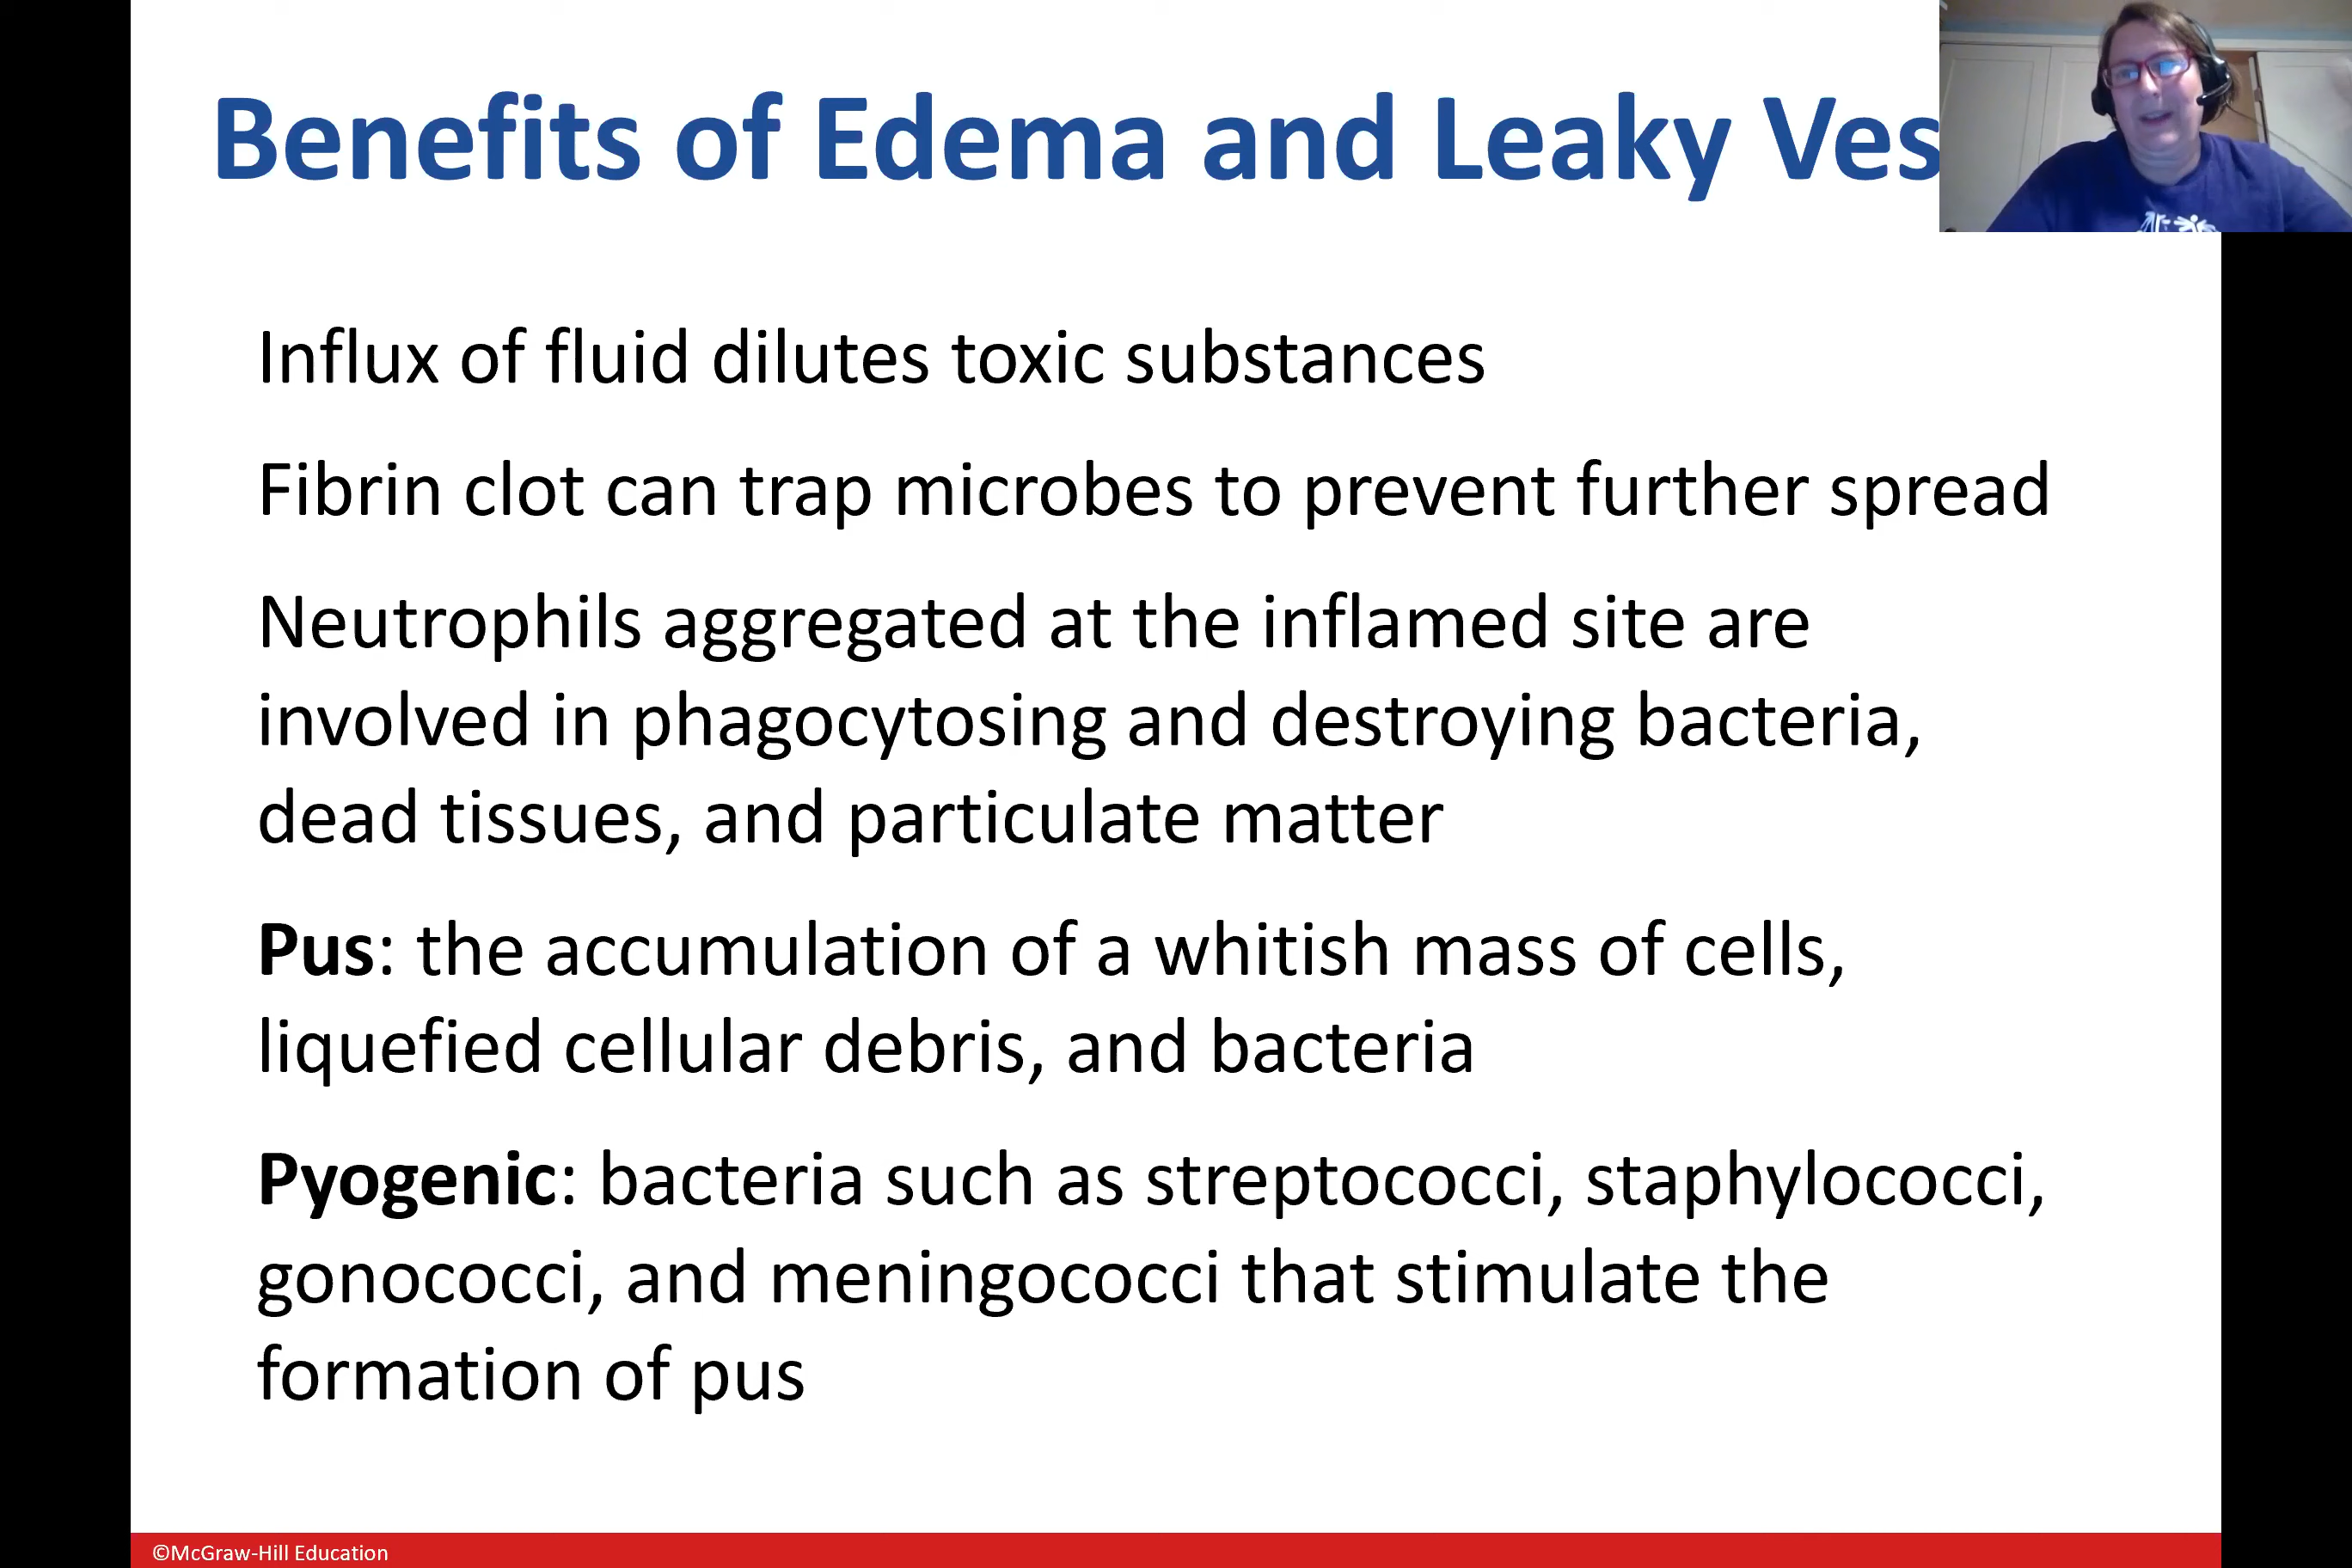 Benefits of Edema and Leaky Ves
Influx of fluid dilutes toxic substances
Fibrin clot can trap microbes to prevent further spread
Neutrophils aggregated at the inflamed site are
involved in phagocytosing and destroying bacteria,
dead tissues, and particulate matter
Pus: the accumulation of a whitish mass of cells,
liquefied cellular debris, and bacteria
Pyogenic: bacteria such as streptococci, staphylococci,
gonococci, and meningococci that stimulate the
formation of pus
©McGraw-Hill Education